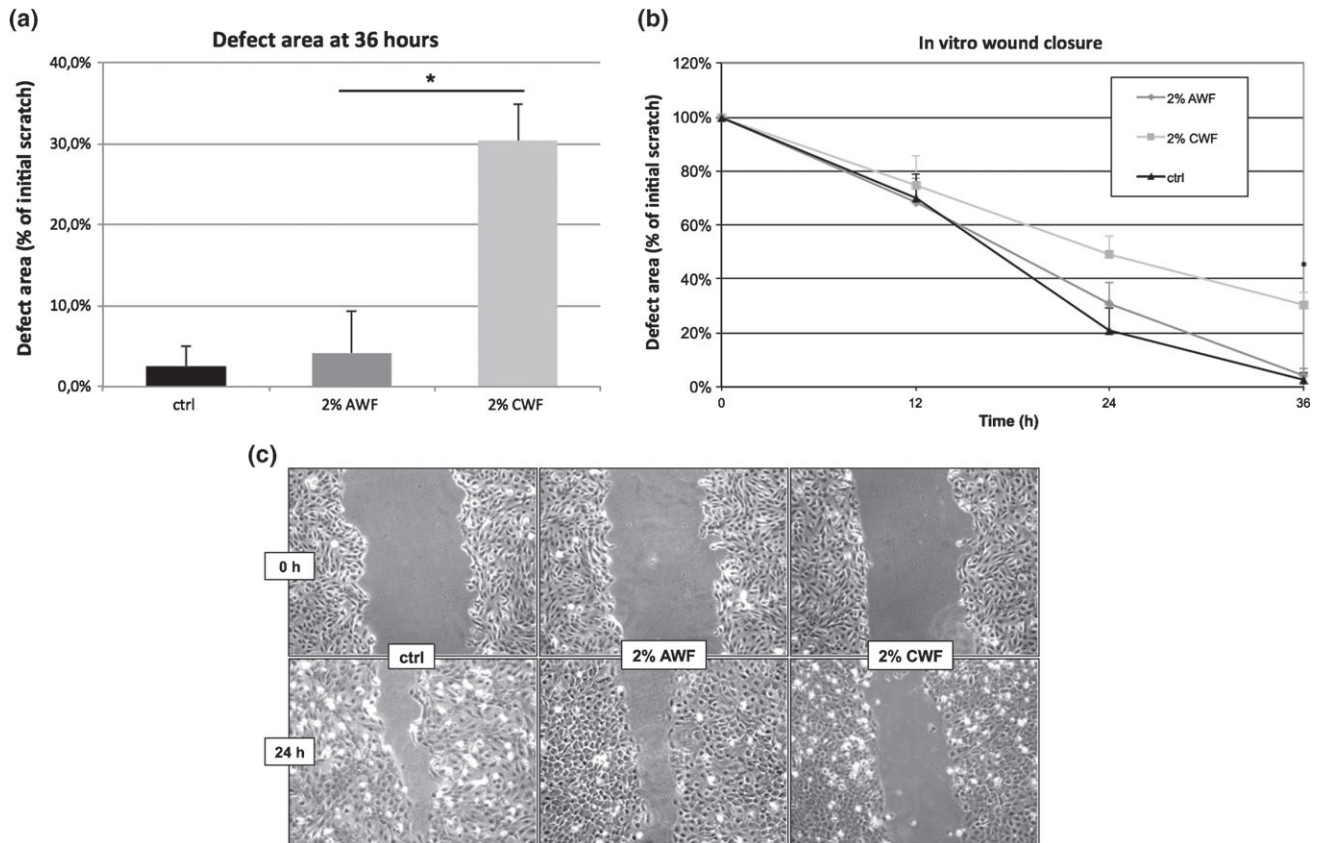 (a)
Defect area at 36 hours
Defect area (% of initial scratch)
40,0%
30,0%
20,0%
10,0%
0,0%
*
ctrl
2% AWF
2% CWF
(b)
In vitro wound closure
Defect area (% of initial scratch)
120%
100%
80%
60%
40%
20%
0%
2% AWF
2% CWF
ctrl
*
0
12
24
36
Time (h)
(c)
0 h
ctrl
2% AWF
2% CWF
24 h